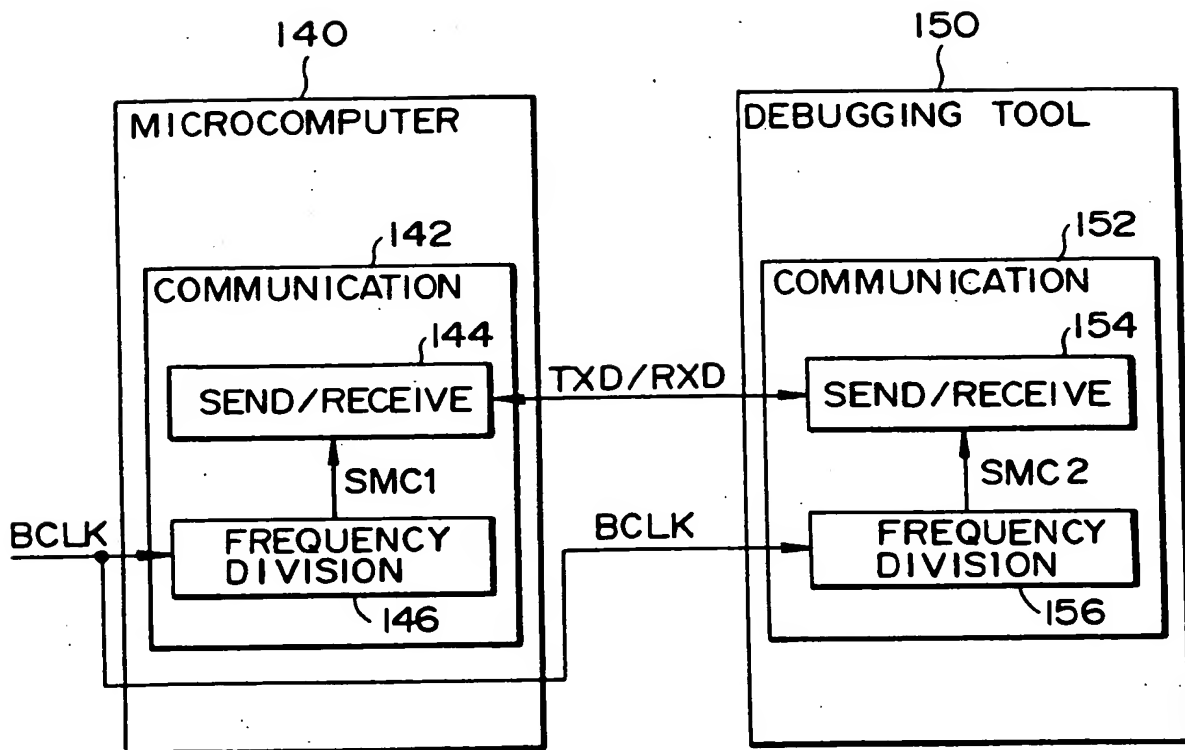 140
MICROCOMPUTER
142
COMMUNICATION
144
SEND/RECEIVE
SMC1
BCLK
FREQUENCY
DIVISION
146
TXD/RXD
BCLK
150
DEBUGGING TOOL
152
COMMUNICATION
154
SEND/RECEIVE
SMC2
FREQUENCY
DIVISION
156